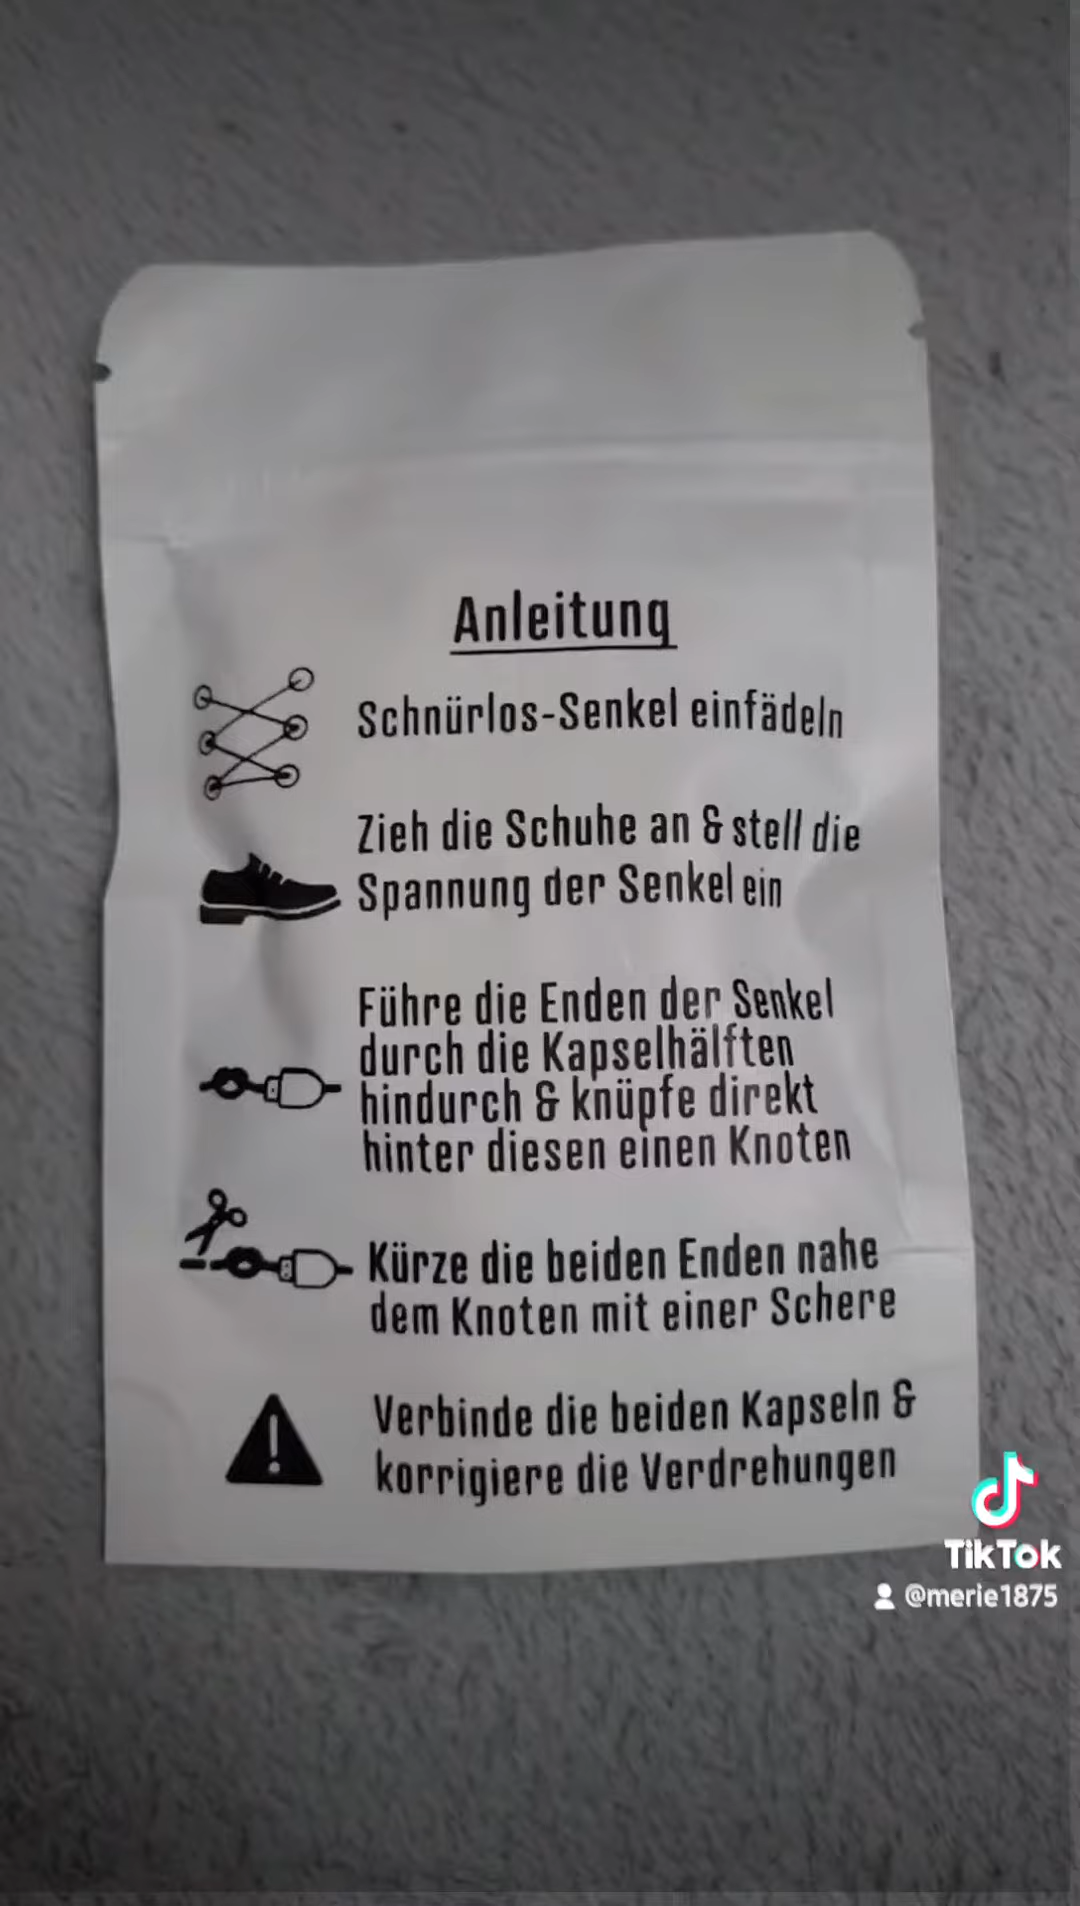 Anleitung
Schnürlos-Senkel einfädeln
Zieh die Schuhe an & stell die
Spannung der Senkel ein
Führe die Enden der Senkel
durch die Kapselhälften
hindurch & knüpfe direkt
hinter diesen einen Knoten
Kürze die beiden Enden nahe
dem Knoten mit einer Schere
Verbinde die beiden Kapseln &
korrigiere die Verdrehungen
TikTok
@merie1875